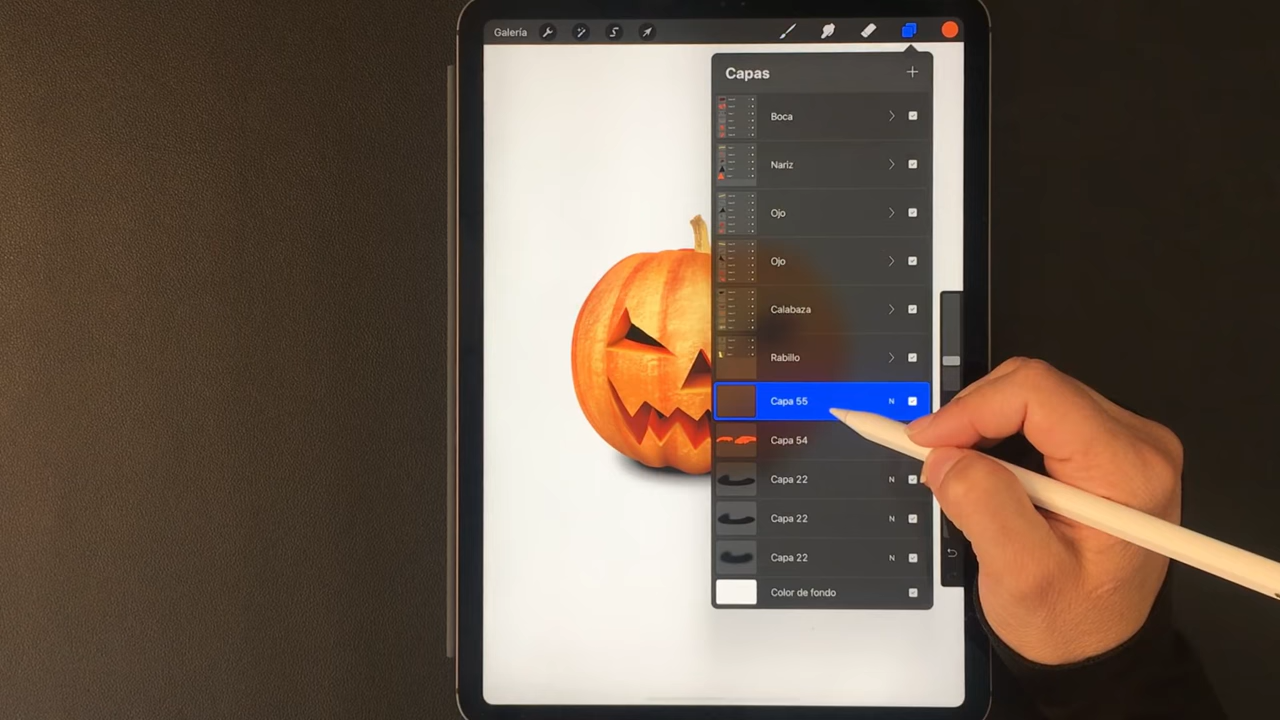 Galería
Capas
Boca
Nariz
Ojo
Ojo
Calabaza
Rabillo
Capa 55 N
Capa 54
Capa 22 N
Capa 22 N
Capa 22 N
Color de fondo